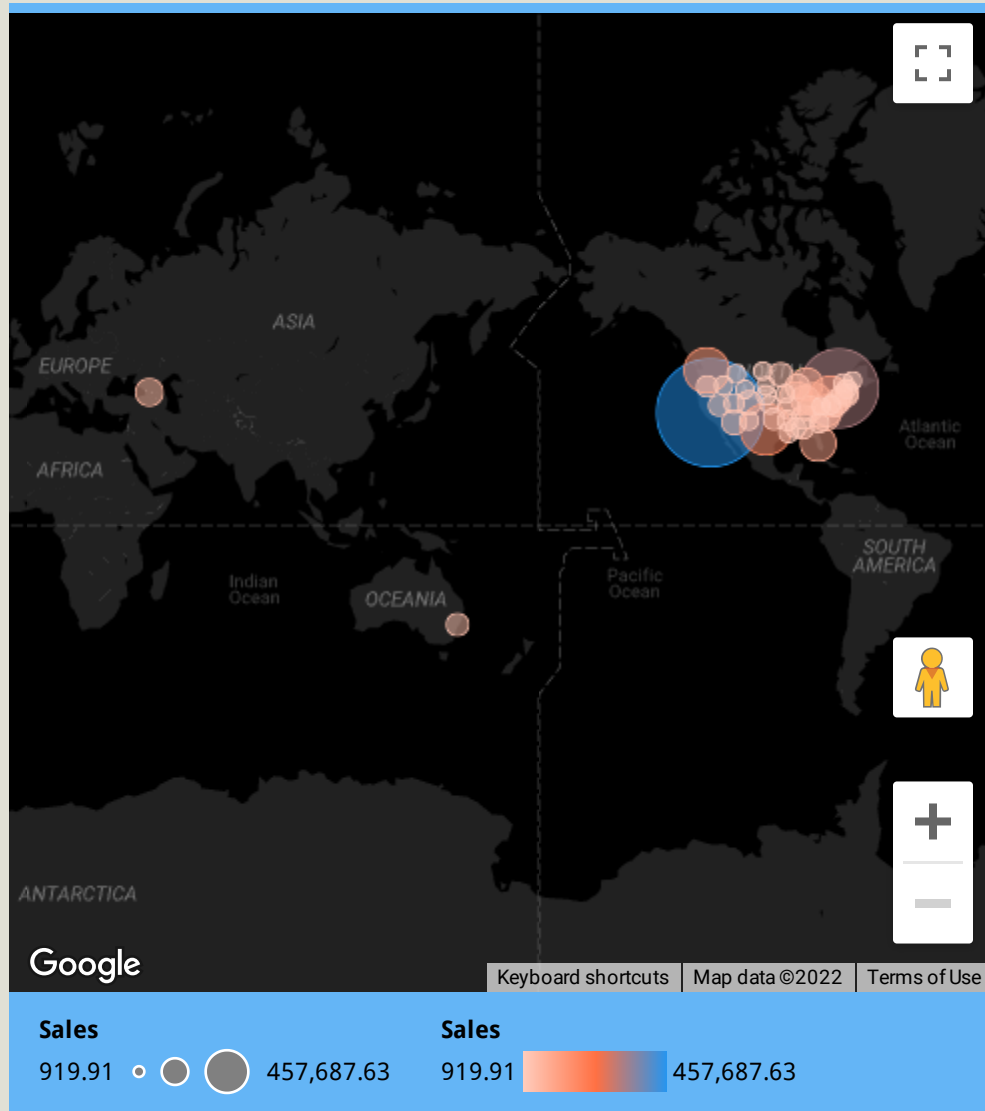 ASIA
EUROPE
Atlantic
Ocean
AFRICA
SOUTH
AMERICA
Indian
Ocean
Pacific
Ocean
OCEANIA
ANTARCTICA
Google
Keyboard shortcuts
Map data ©2022
Terms of Use
Sales
919.91
457,687.63
Sales
919.91
457,687.63